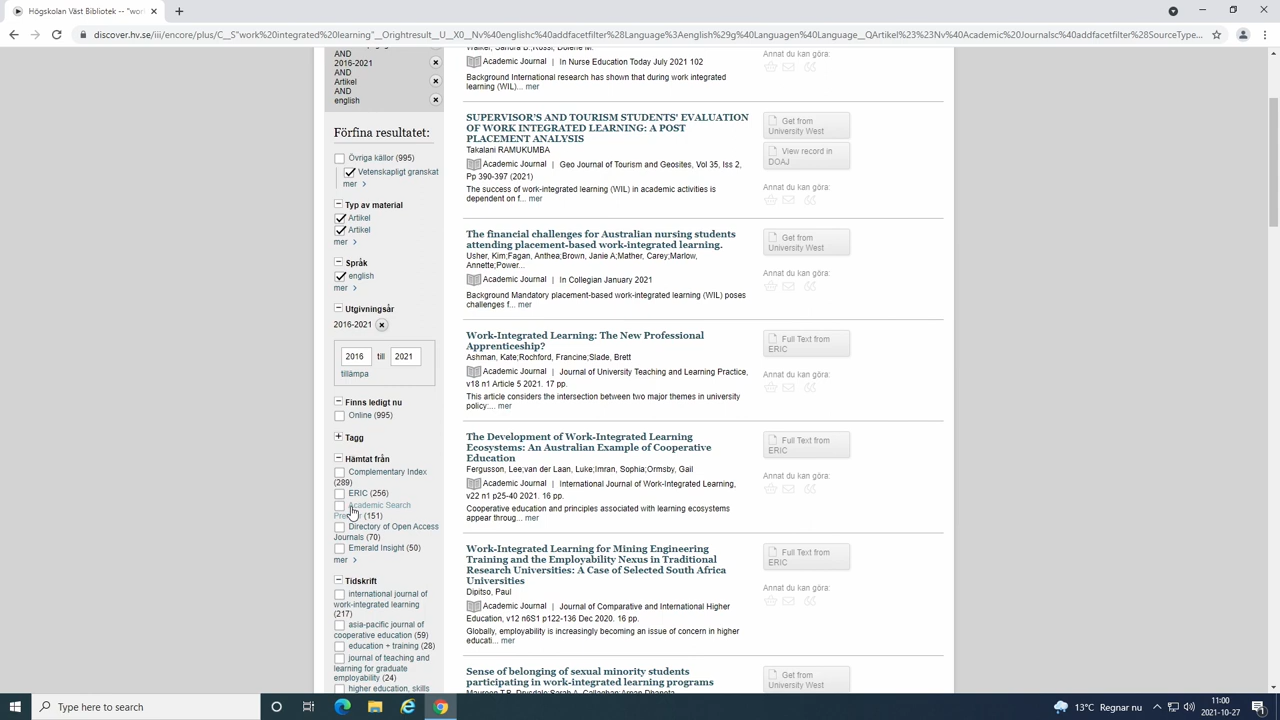 Högskolan Väst Bibliotek -- "wor
discover.hv.se/iii/encore/plus/C__S"work%20integrated%20learning"__Orightresult__U__X0__Nv%40englishc%40addfacetfilter%28Language%3Aenglish%29g%40Languagen%40Language__QArtikel%23%23Nv%40Academic%20Journalsc%40addfacetfilter%28SourceType...
AND
2016-2021
AND
Artikel
AND
english
Förfina resultatet:
Övriga källor (995)
Vetenskapligt granskat
mer
Typ av material
Artikel
Artikel
mer
Språk
english
mer
Utgivningsår
2016-2021
2016 till 2021
tillämpa
Finns ledigt nu
Online (995)
Tagg
Hämtat från
Complementary Index
(289)
ERIC (256)
Academic Search
(151)
Directory of Open Access
Journals (70)
Emerald Insight (50)
mer
Tidskrift
international journal of
work-integrated learning
(217)
asia-pacific journal of
cooperative education (59)
education + training (28)
journal of teaching and
learning for graduate
employability (24)
higher education, skills
Academic Journal | In Nurse Education Today July 2021 102
Background International research has shown that during work integrated
learning (WIL)... mer
Annat du kan göra:
SUPERVISOR'S AND TOURISM STUDENTS' EVALUATION
OF WORK INTEGRATED LEARNING: A POST
PLACEMENT ANALYSIS
Takalani RAMUKUMBA
Academic Journal | Geo Journal of Tourism and Geosites, Vol 35, Iss 2,
Pp 390-397 (2021)
The success of work-integrated learning (WIL) in academic activities is
dependent on f... mer
Get from
University West
View record in
DOAJ
Annat du kan göra:
The financial challenges for Australian nursing students
attending placement-based work-integrated learning.
Usher, Kim;Fagan, Anthea;Brown, Janie A;Mather, Carey;Marlow,
Annette;Power...
Academic Journal | In Collegian January 2021
Background Mandatory placement-based work-integrated learning (WIL) poses
challenges f... mer
Get from
University West
Annat du kan göra:
Work-Integrated Learning: The New Professional
Apprenticeship?
Ashman, Kate;Rochford, Francine;Slade, Brett
Academic Journal | Journal of University Teaching and Learning Practice,
v18 n1 Article 5 2021. 17 pp.
This article considers the intersection between two major themes in university
policy:... mer
Full Text from
ERIC
Annat du kan göra:
The Development of Work-Integrated Learning
Ecosystems: An Australian Example of Cooperative
Education
Fergusson, Lee;van der Laan, Luke;Imran, Sophia;Ormsby, Gail
Academic Journal | International Journal of Work-Integrated Learning,
v22 n1 p25-40 2021. 16 pp.
Cooperative education and principles associated with learning ecosystems
appear throug... mer
Full Text from
ERIC
Annat du kan göra:
Work-Integrated Learning for Mining Engineering
Training and the Employability Nexus in Traditional
Research Universities: A Case of Selected South Africa
Universities
Dipitso, Paul
Academic Journal | Journal of Comparative and International Higher
Education, v12 n6S1 p122-136 Dec 2020. 16 pp.
Globally, employability is increasingly becoming an issue of concern in higher
educati... mer
Full Text from
ERIC
Annat du kan göra:
Sense of belonging of sexual minority students
participating in work-integrated learning programs
Get from
University West
Type here to search
13°C Regnar nu
11:00
2021-10-27